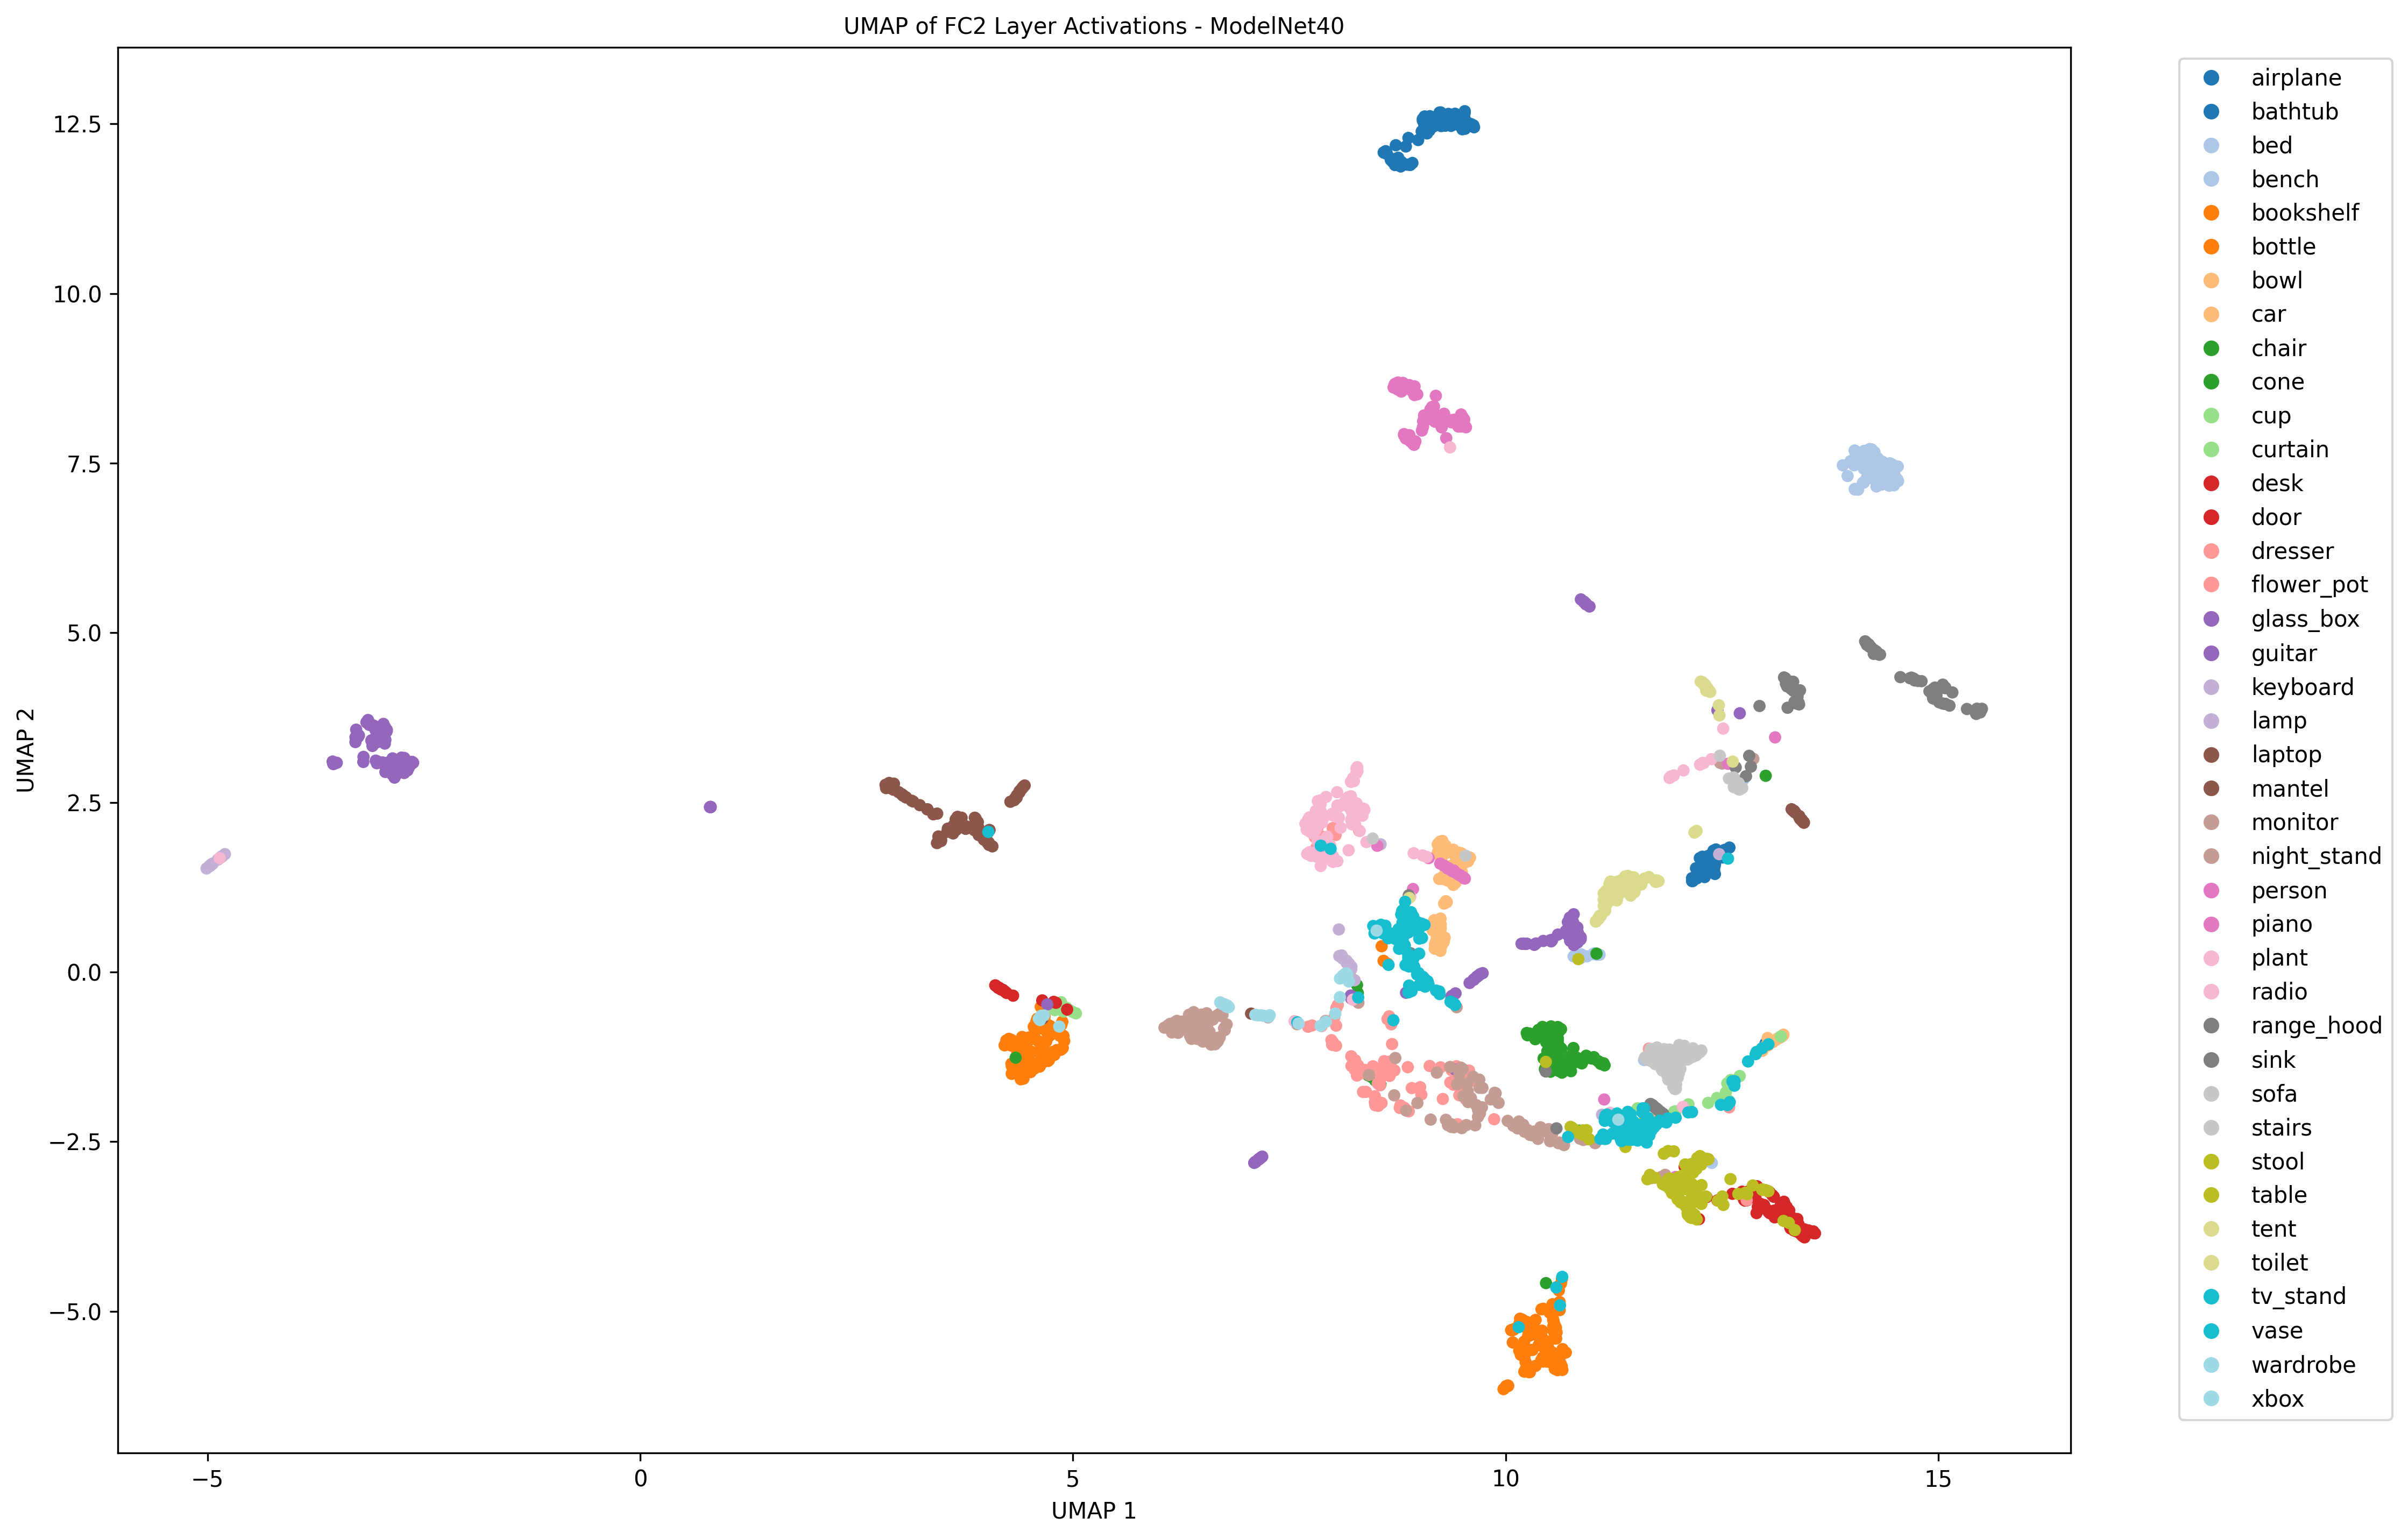 UMAP of FC2 Layer Activations - ModelNet40
12.5
10.0
7.5
5.0
2.5
0.0
−2.5
−5.0
UMAP 2
−5
0
5
10
15
UMAP 1
airplane
bathtub
bed
bench
bookshelf
bottle
bowl
car
chair
cone
cup
curtain
desk
door
dresser
flower_pot
glass_box
guitar
keyboard
lamp
laptop
mantel
monitor
night_stand
person
piano
plant
radio
range_hood
sink
sofa
stairs
stool
table
tent
toilet
tv_stand
vase
wardrobe
xbox